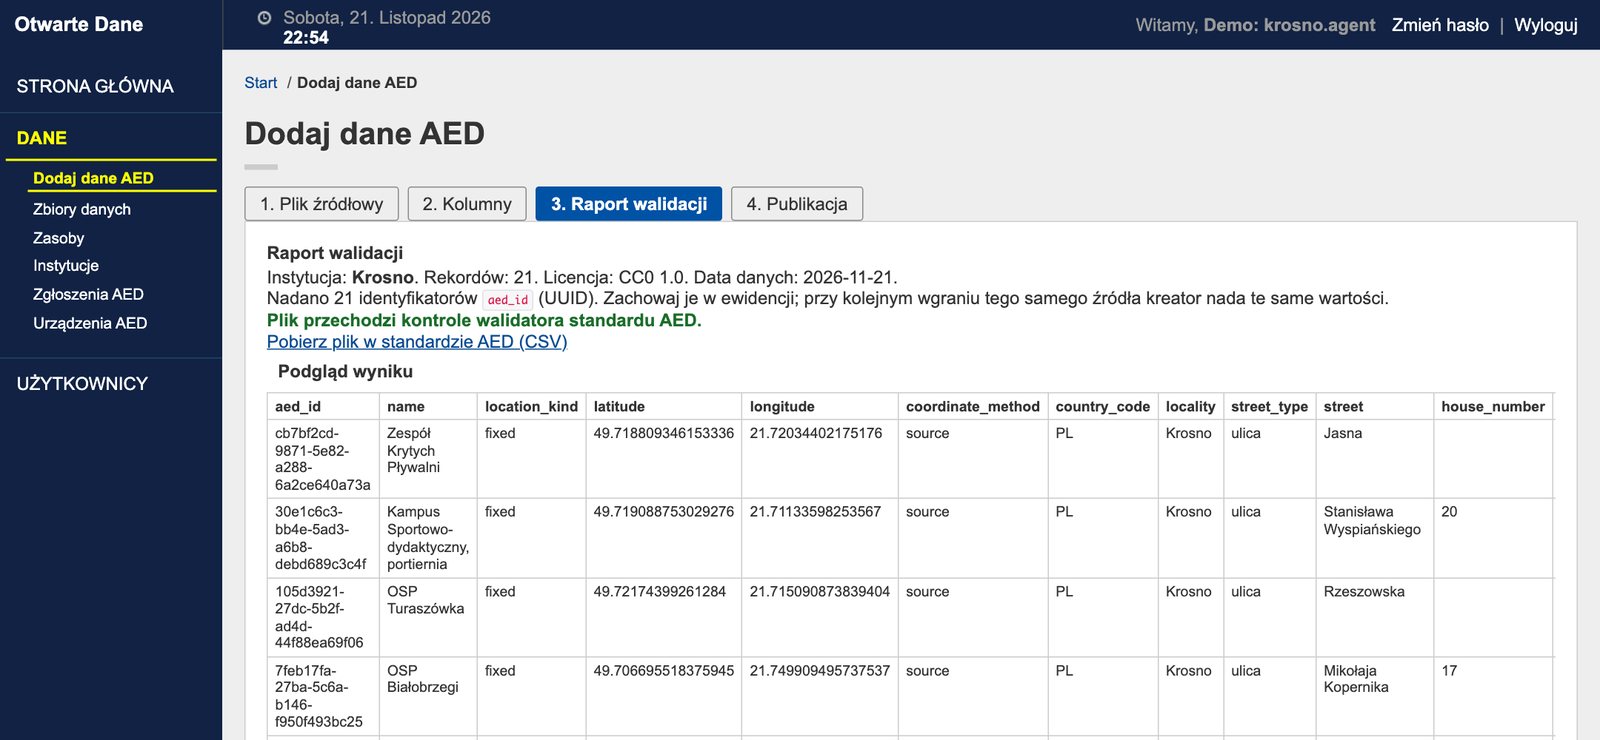 Otwarte Dane
Sobota, 21. Listopad 2026
22:54
Witamy, Demo: krosno.agent Zmień hasło | Wyloguj
STRONA GŁÓWNA
DANE
Dodaj dane AED
Zbiory danych
Zasoby
Instytucje
Zgłoszenia AED
Urządzenia AED
UŻYTKOWNICY
Start / Dodaj dane AED
Dodaj dane AED
1. Plik źródłowy 2. Kolumny 3. Raport walidacji 4. Publikacja
Raport walidacji
Instytucja: Krosno. Rekordów: 21. Licencja: CC0 1.0. Data danych: 2026-11-21.
Nadano 21 identyfikatorów aed_id (UUID). Zachowaj je w ewidencji; przy kolejnym wgraniu tego samego źródła kreator nada te same wartości.
Plik przechodzi kontrole walidatora standardu AED.
Pobierz plik w standardzie AED (CSV)
Podgląd wyniku
aed_id name location_kind latitude longitude coordinate_method country_code locality street_type street house_number
cb7bf2cd- Zespół fixed 49.718809346153336 21.72034402175176 source PL Krosno ulica Jasna
9871-5e82- Krytych
a288- Pływalni
6a2ce640a73a
30e1c6c3- Kampus fixed 49.719088753029276 21.71133598253567 source PL Krosno ulica Stanisława 20
bb4e-5ad3- Sportowo- Wyspiańskiego
a6b8- dydaktyczny,
debd689c3c4f portiernia
105d3921- OSP fixed 49.72174399261284 21.715090873839404 source PL Krosno ulica Rzeszowska
27dc-5b2f- Turaszówka
ad4d-
44f88ea69f06
7feb17fa- OSP fixed 49.706695518375945 21.749909495737537 source PL Krosno ulica Mikołaja 17
27ba-5c6a- Białobrzegi Kopernika
b146-
f950f493bc25